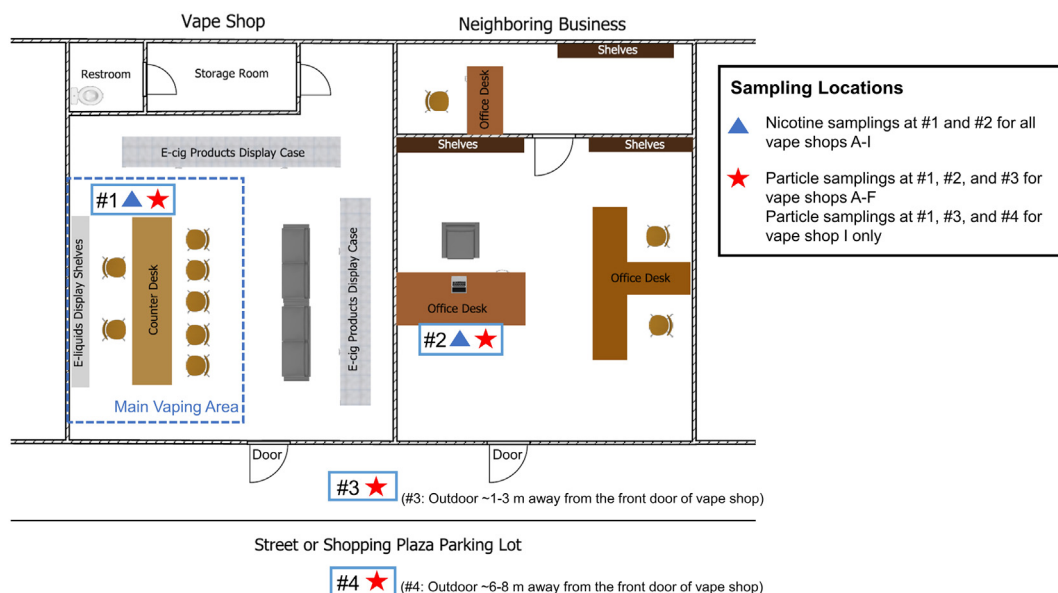 Vape Shop
Neighboring Business
Restroom
Storage Room
Shelves
Office Desk
E-cig Products Display Case
Shelves
Shelves
#1
E-liquids Display Shelves
Counter Desk
E-cig Products Display Case
Office Desk
Office Desk
#2
Main Vaping Area
Door
Door
#3
(#3: Outdoor ~1-3 m away from the front door of vape shop)
Street or Shopping Plaza Parking Lot
#4
(#4: Outdoor ~6-8 m away from the front door of vape shop)
Sampling Locations
Nicotine samplings at #1 and #2 for all
vape shops A-I
Particle samplings at #1, #2, and #3 for
vape shops A-F
Particle samplings at #1, #3, and #4 for
vape shop I only